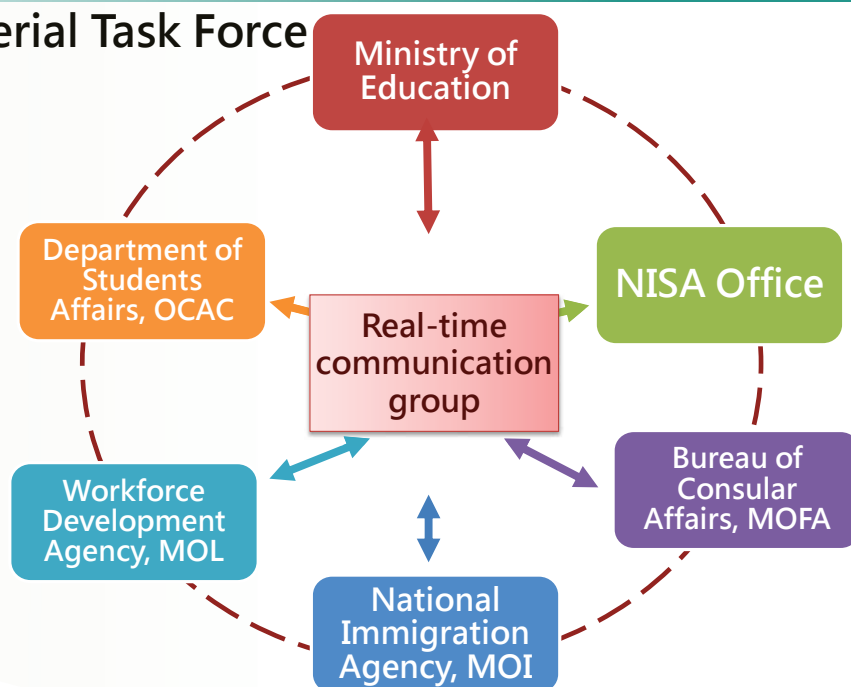 erial Task Force
Ministry of
Education
Department of
Students
Affairs, OCAC
NISA Office
Real-time
communication
group
Workforce
Development
Agency, MOL
Bureau of
Consular
Affairs, MOFA
National
Immigration
Agency, MOI